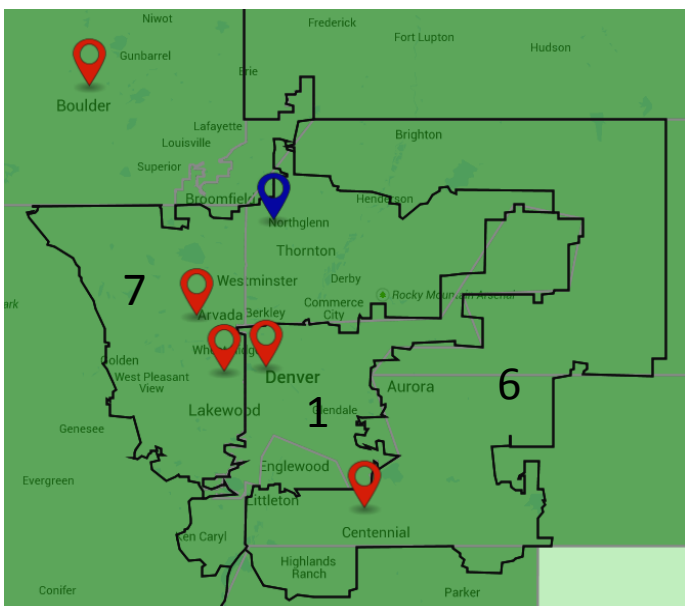 Niwot
Frederick
Fort Lupton
Hudson
Gunbarrel
Erie
Boulder
Lafayette
Brighton
Louisville
Superior
Broomfield
Henderson
Northglenn
Thornton
7
Westminster
Derby
Rocky Mountain Arsenal
Commerce
City
Arvada
Berkley
Golden
West Pleasant
View
Denver
Aurora
6
Lakewood
Glendale
1
Genesee
Englewood
Evergreen
Littleton
Centennial
Ken Caryl
Highlands
Ranch
Conifer
Parker